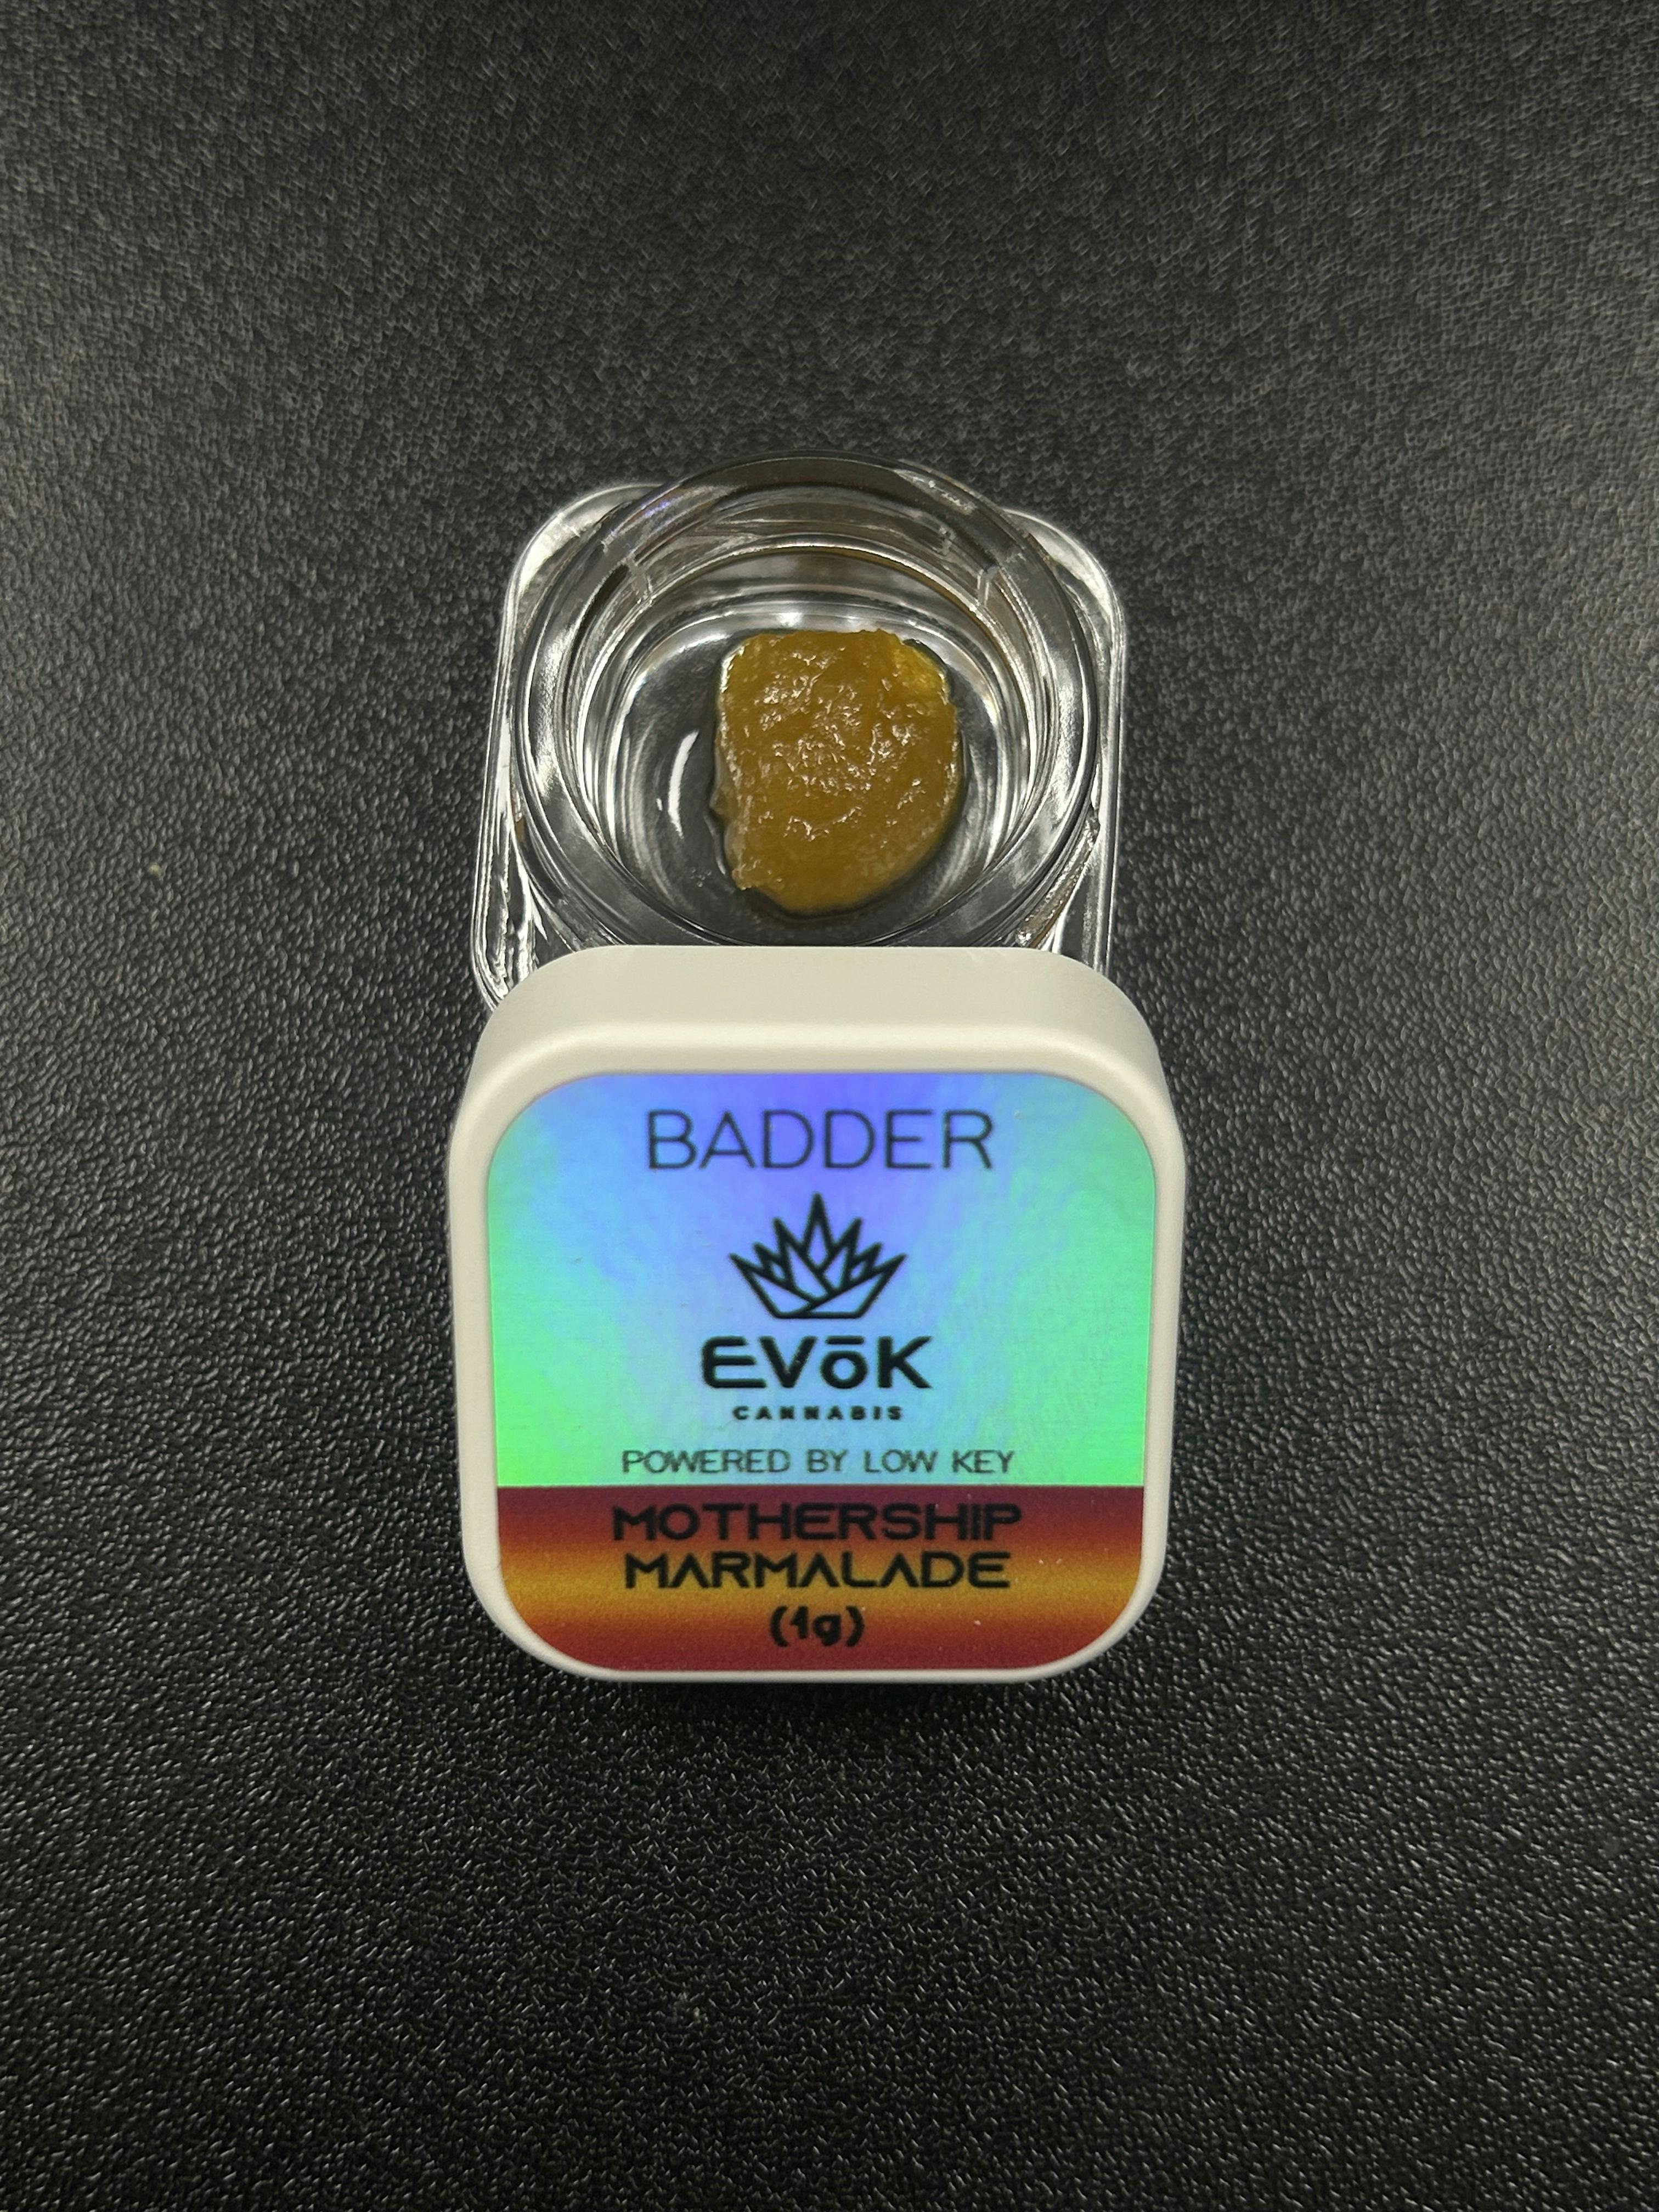 BADDER
EVōK
CANNABIS
POWERED BY LOW KEY
MOTHERSHIP
MARMALADE
(1g)